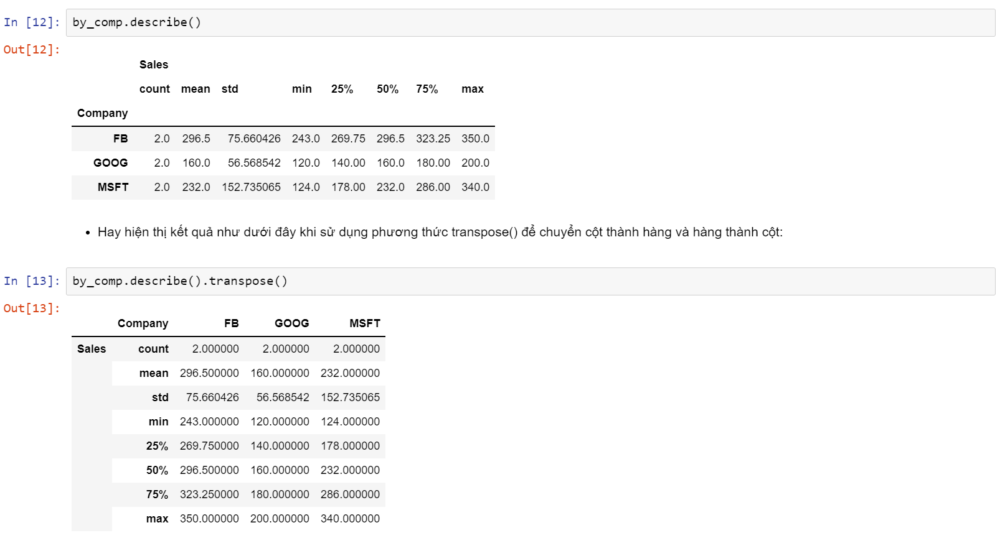 In [12]: by_comp.describe()
Out[12]:
Sales
count mean std min 25% 50% 75% max
Company
FB 2.0 296.5 75.660426 243.0 269.75 296.5 323.25 350.0
GOOG 2.0 160.0 56.568542 120.0 140.00 160.0 180.00 200.0
MSFT 2.0 232.0 152.735065 124.0 178.00 232.0 286.00 340.0
• Hay hiện thị kết quả như dưới đây khi sử dụng phương thức transpose() để chuyển cột thành hàng và hàng thành cột:
In [13]: by_comp.describe().transpose()
Out[13]:
Company FB GOOG MSFT
Sales count 2.000000 2.000000 2.000000
mean 296.500000 160.000000 232.000000
std 75.660426 56.568542 152.735065
min 243.000000 120.000000 124.000000
25% 269.750000 140.000000 178.000000
50% 296.500000 160.000000 232.000000
75% 323.250000 180.000000 286.000000
max 350.000000 200.000000 340.000000